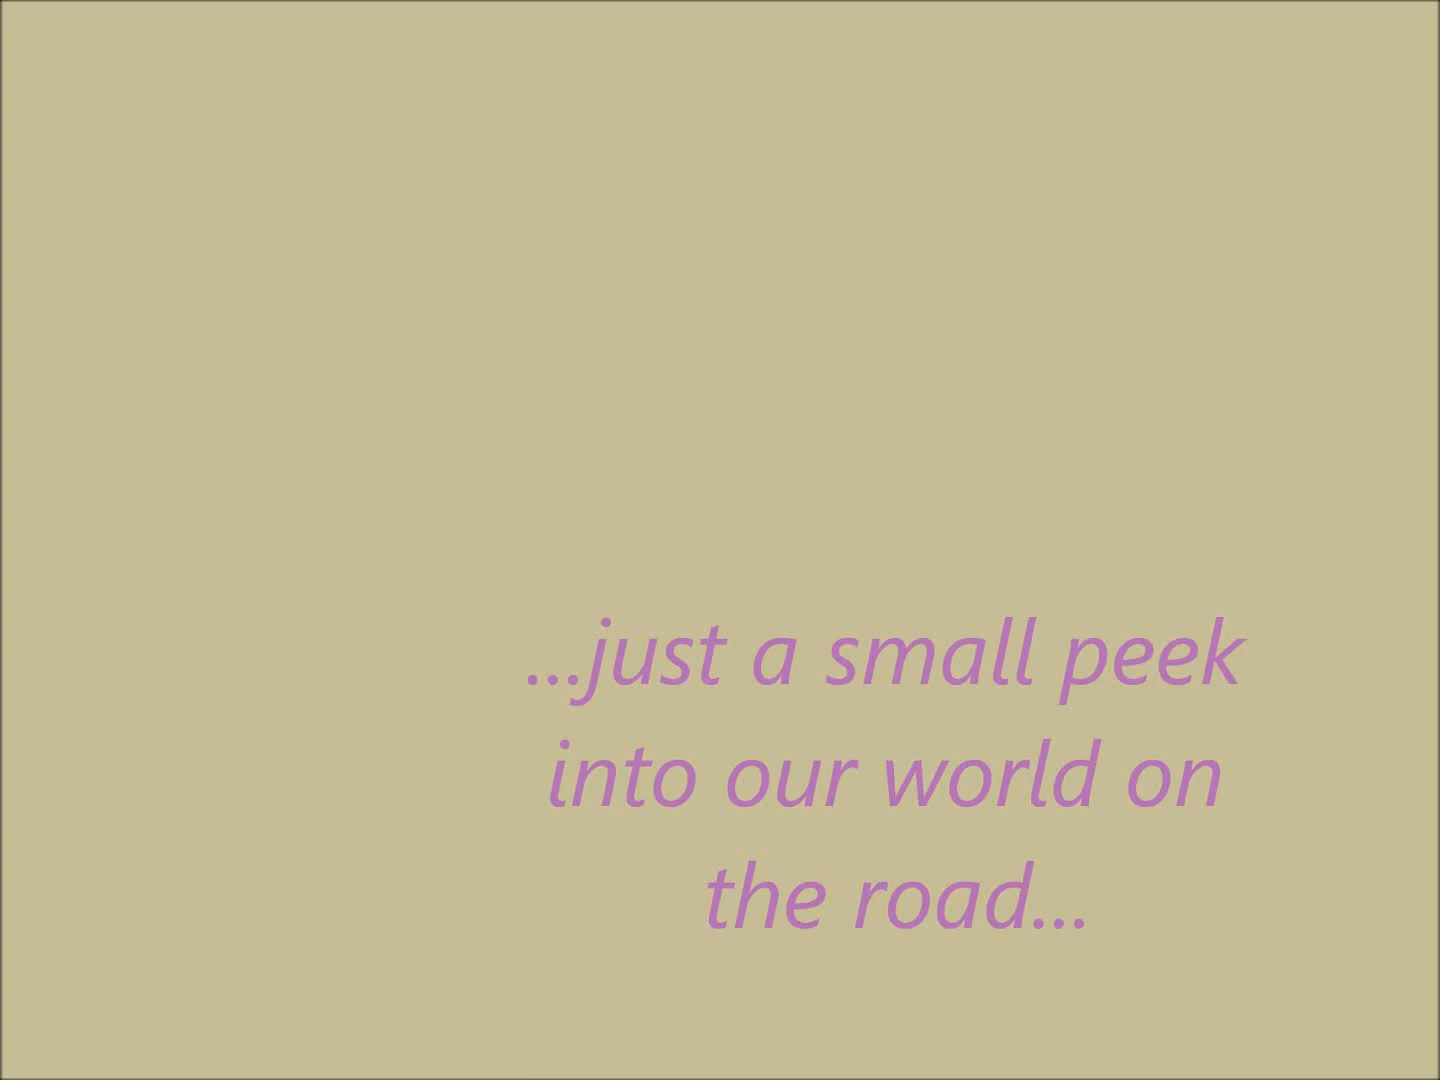 ...just a small peek
into our world on
the road...